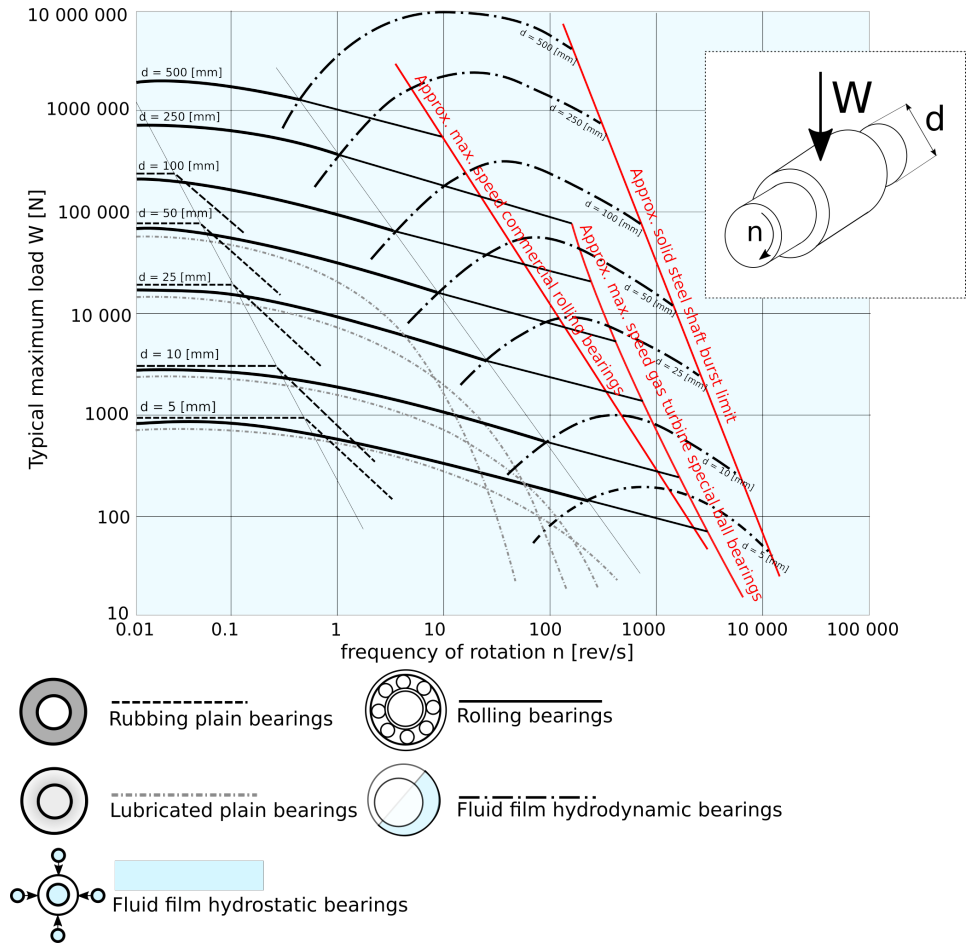 10 000 000
1000 000
100 000
10 000
1000
100
10
Typical maximum load W [N]
0.01
0.1
1
10
100
1000
10 000
100 000
frequency of rotation n [rev/s]
d = 500 [mm]
d = 250 [mm]
d = 100 [mm]
d = 50 [mm]
d = 25 [mm]
d = 10 [mm]
d = 5 [mm]
d = 500 [mm]
d = 250 [mm]
d = 100 [mm]
d = 50 [mm]
d = 25 [mm]
d = 10 [mm]
d = 5 [mm]
Approx. max. speed commercial rolling bearings
Approx. max. speed gas turbine special ball bearings
Approx. solid steel shaft burst limit
W
d
n
Rubbing plain bearings
Rolling bearings
Lubricated plain bearings
Fluid film hydrodynamic bearings
Fluid film hydrostatic bearings